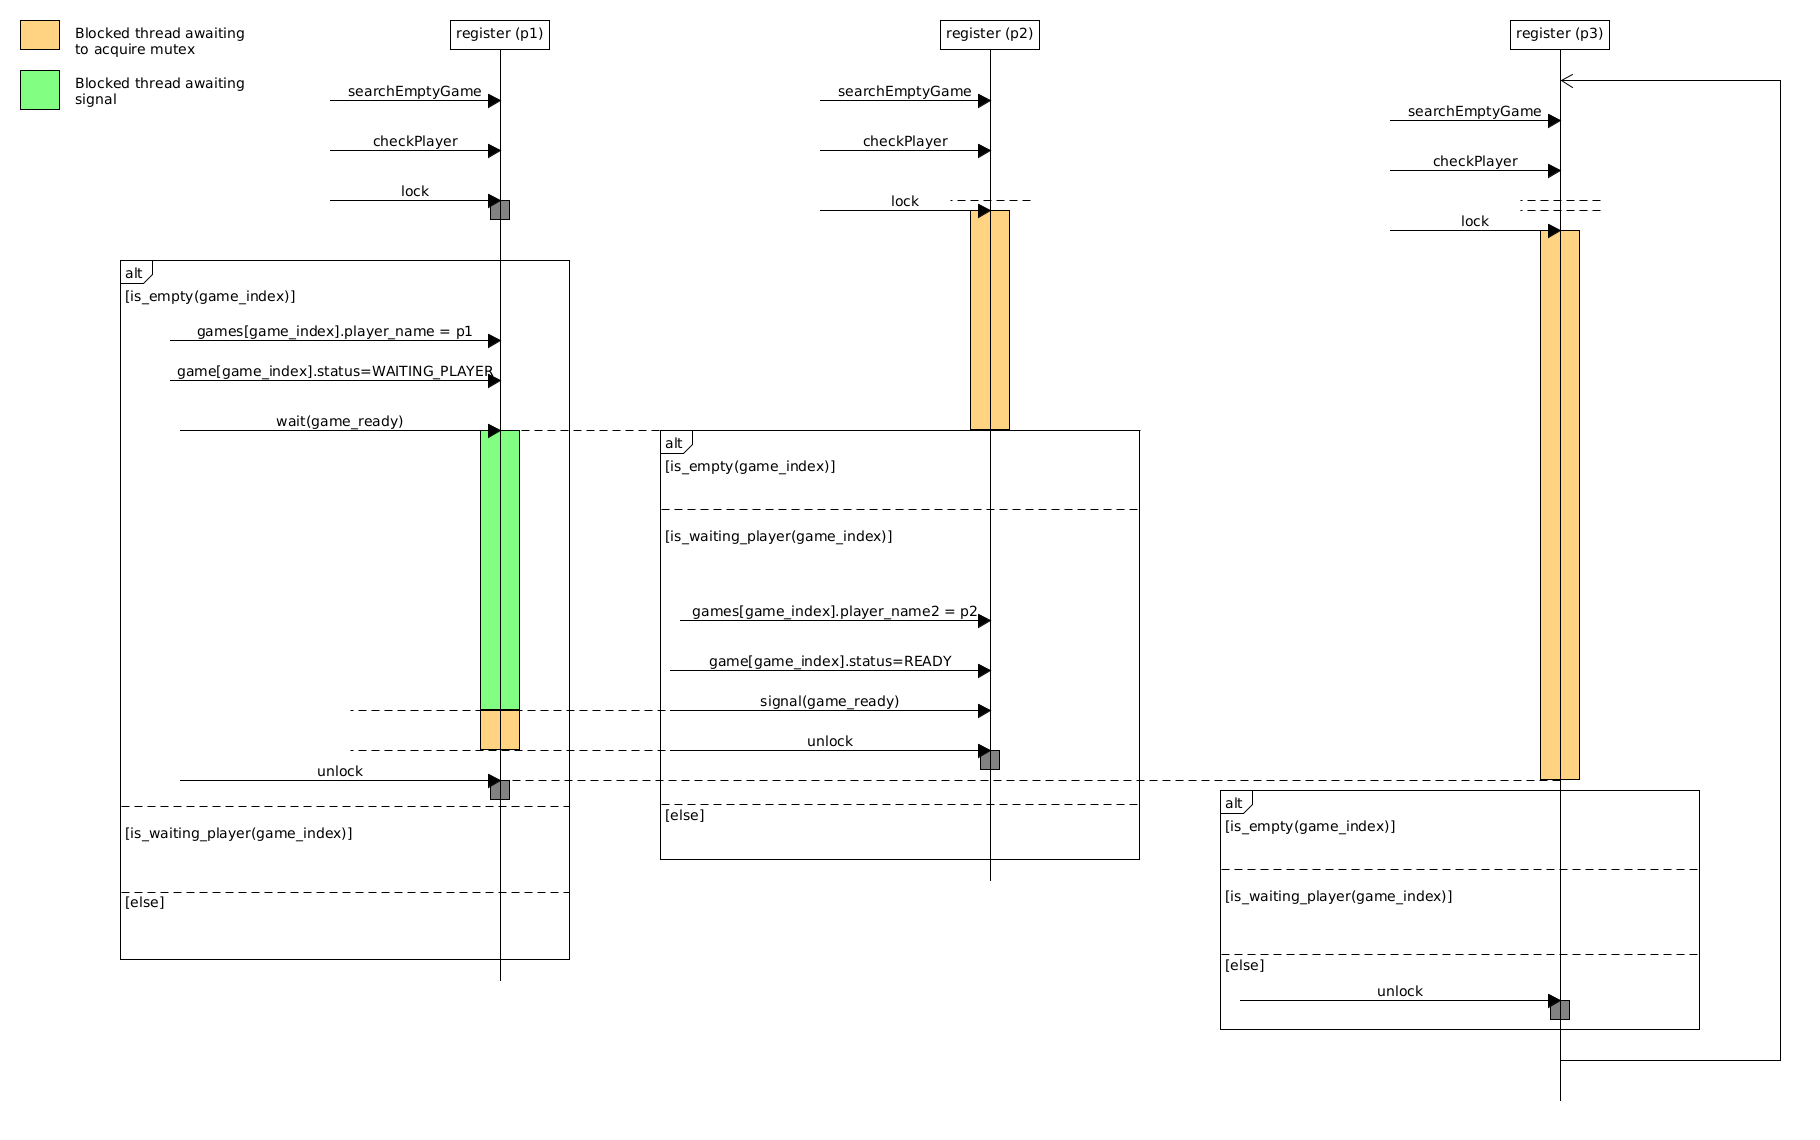 Blocked thread awaiting
to acquire mutex
Blocked thread awaiting
signal
register (p1)
searchEmptyGame
checkPlayer
lock
alt
[is_empty(game_index)]
games[game_index].player_name = p1
game[game_index].status=WAITING_PLAYER
wait(game_ready)
unlock
[is_waiting_player(game_index)]
[else]
register (p2)
searchEmptyGame
checkPlayer
lock
alt
[is_empty(game_index)]
[is_waiting_player(game_index)]
games[game_index].player_name2 = p2
game[game_index].status=READY
signal(game_ready)
unlock
[else]
register (p3)
searchEmptyGame
checkPlayer
lock
alt
[is_empty(game_index)]
[is_waiting_player(game_index)]
[else]
unlock